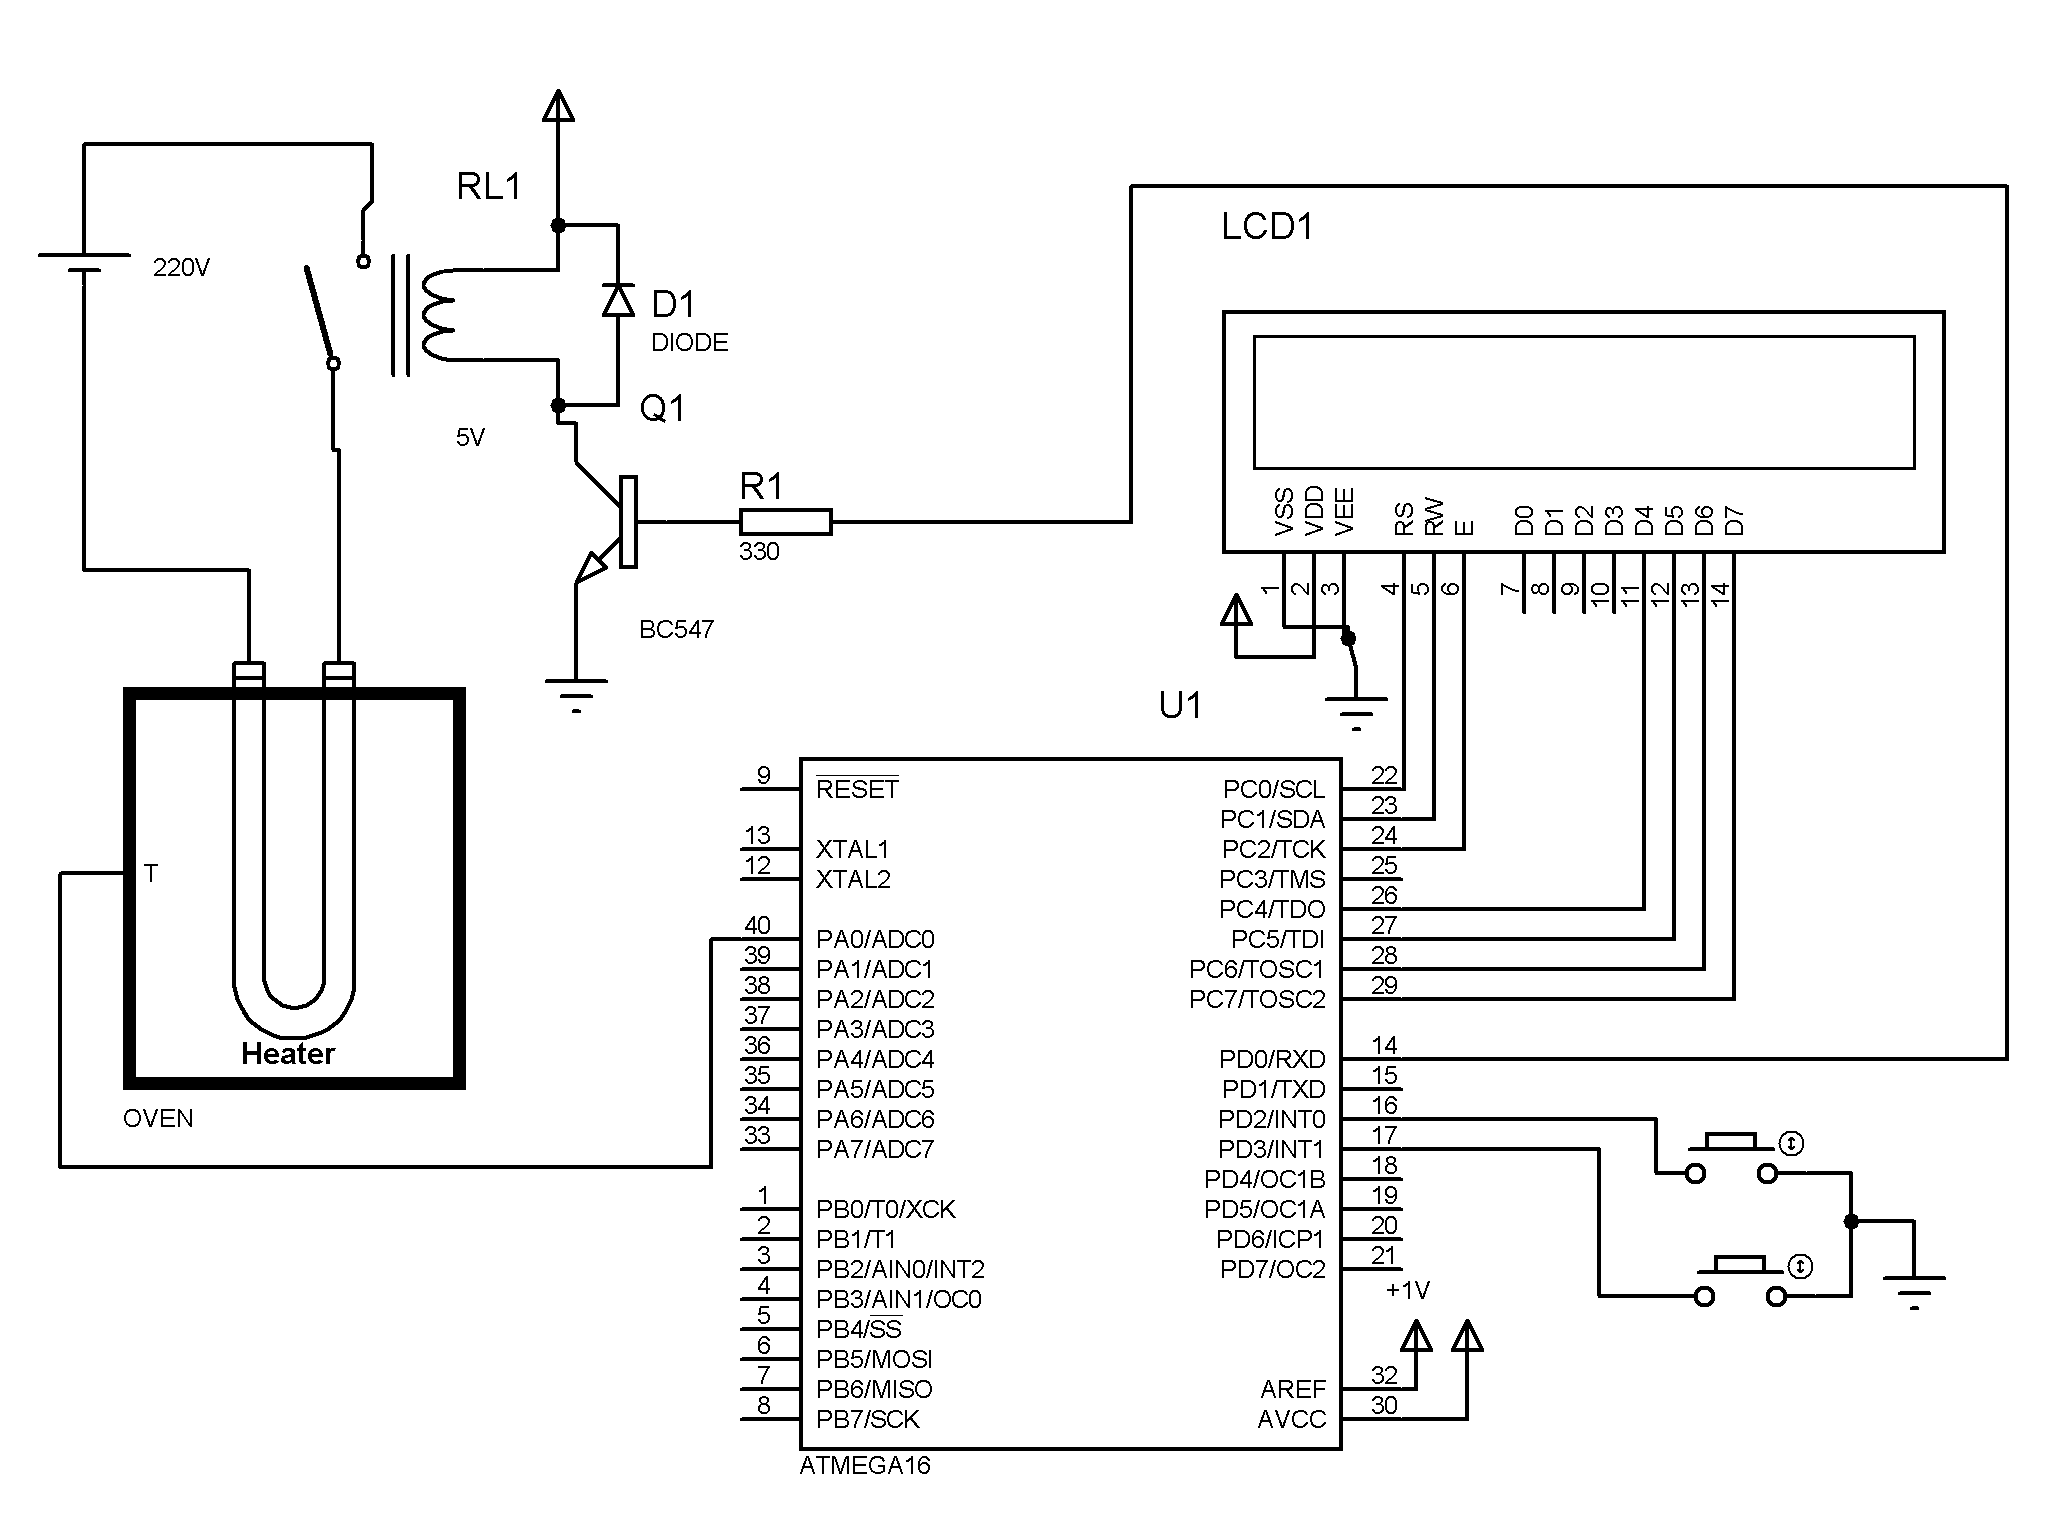 RL1
220V
5V
D1
DIODE
Q1
BC547
R1
330
LCD1
VSS
VDD
VEE
RS
RW
E
D0
D1
D2
D3
D4
D5
D6
D7
1
2
3
4
5
6
7
8
9
10
11
12
13
14
T
Heater
OVEN
U1
9 RESET
13 XTAL1
12 XTAL2
40 PA0/ADC0
39 PA1/ADC1
38 PA2/ADC2
37 PA3/ADC3
36 PA4/ADC4
35 PA5/ADC5
34 PA6/ADC6
33 PA7/ADC7
1 PB0/T0/XCK
2 PB1/T1
3 PB2/AIN0/INT2
4 PB3/AIN1/OC0
5 PB4/SS
6 PB5/MOSI
7 PB6/MISO
8 PB7/SCK
PC0/SCL 22
PC1/SDA 23
PC2/TCK 24
PC3/TMS 25
PC4/TDO 26
PC5/TDI 27
PC6/TOSC1 28
PC7/TOSC2 29
PD0/RXD 14
PD1/TXD 15
PD2/INT0 16
PD3/INT1 17
PD4/OC1B 18
PD5/OC1A 19
PD6/ICP1 20
PD7/OC2 21
+1V
AREF 32
AVCC 30
ATMEGA16